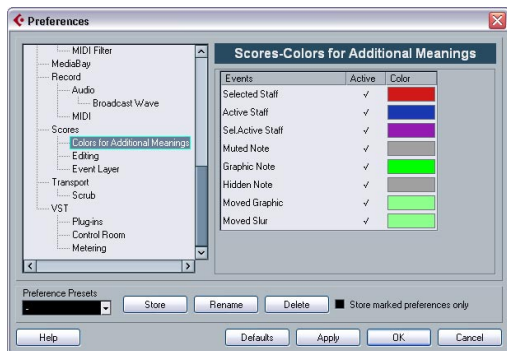 Preferences
MIDI Filter
MediaBay
Record
Audio
Broadcast Wave
MIDI
Scores
Colors for Additional Meanings
Editing
Event Layer
Transport
Scrub
VST
Plug-ins
Control Room
Metering
Scores-Colors for Additional Meanings
Events Active Color
Selected Staff
Active Staff
Sel.Active Staff
Muted Note
Graphic Note
Hidden Note
Moved Graphic
Moved Slur
Preference Presets
-
Store Rename Delete Store marked preferences only
Help Defaults Apply OK Cancel